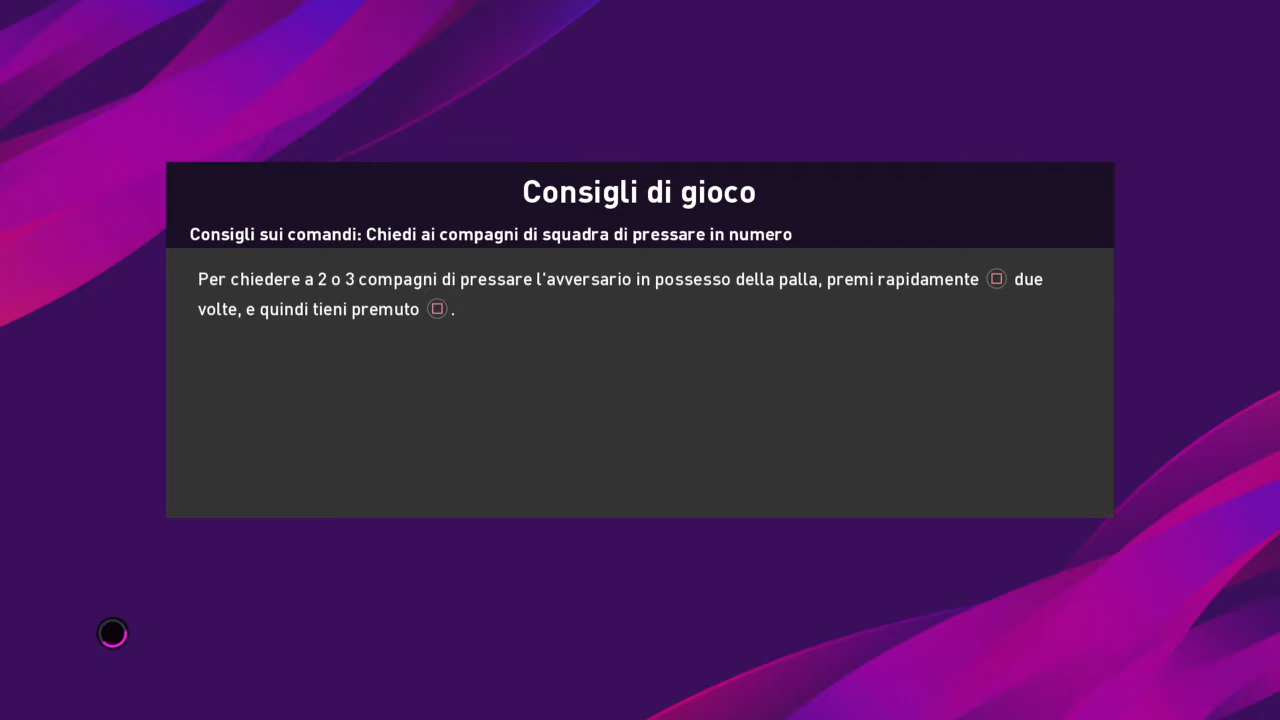 Consigli di gioco
Consigli sui comandi: Chiedi ai compagni di squadra di pressare in numero
Per chiedere a 2 o 3 compagni di pressare l'avversario in possesso della palla, premi rapidamente □ due
volte, e quindi tieni premuto □.